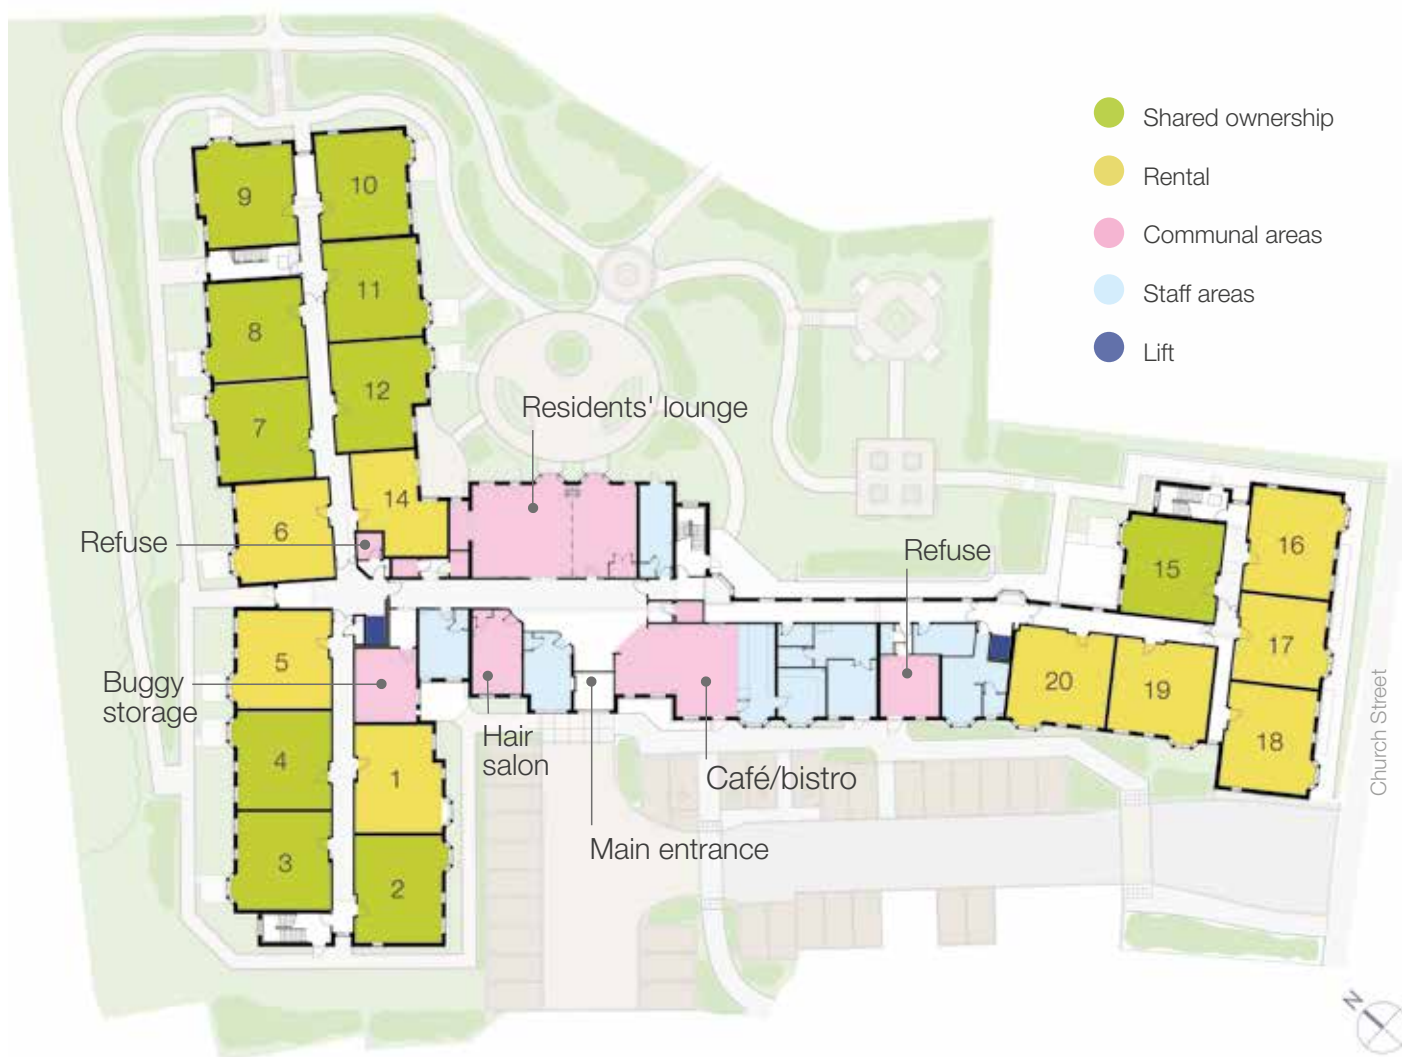 Shared ownership
Rental
Communal areas
Staff areas
Lift
9
10
11
8
12
7
Residents' lounge
14
6
Refuse
Refuse
15
16
17
5
Buggy
storage
20
19
18
Church Street
Hair
salon
4
1
Café/bistro
Main entrance
3
2
N